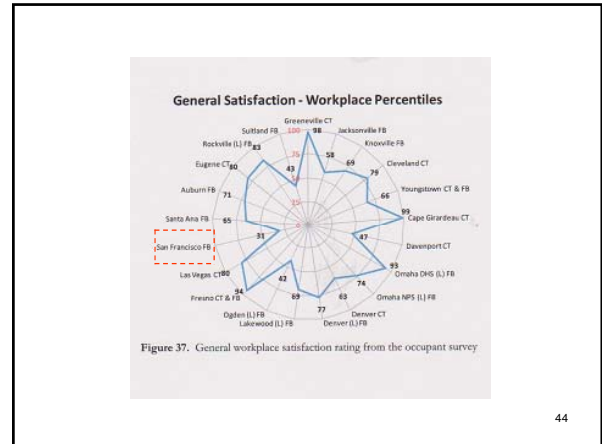 General Satisfaction - Workplace Percentiles
Greeneville CT
Suitland FB
100
98
Jacksonville FB
Rockville (L) FB
83
Knoxville FB
75
58
69
Cleveland CT
79
Eugene CT
80
43
50
Youngstown CT & FB
66
Auburn FB
71
25
Cape Girardeau CT
99
Santa Ana FB
65
0
San Francisco FB
31
47
Davenport CT
Las Vegas CT
80
93
Omaha DHS (L) FB
Fresno CT & FB
94
42
74
Omaha NPS (L) FB
Ogden (L) FB
69
63
Denver CT
Lakewood (L) FB
77
Denver (L) FB
Figure 37. General workplace satisfaction rating from the occupant survey
44